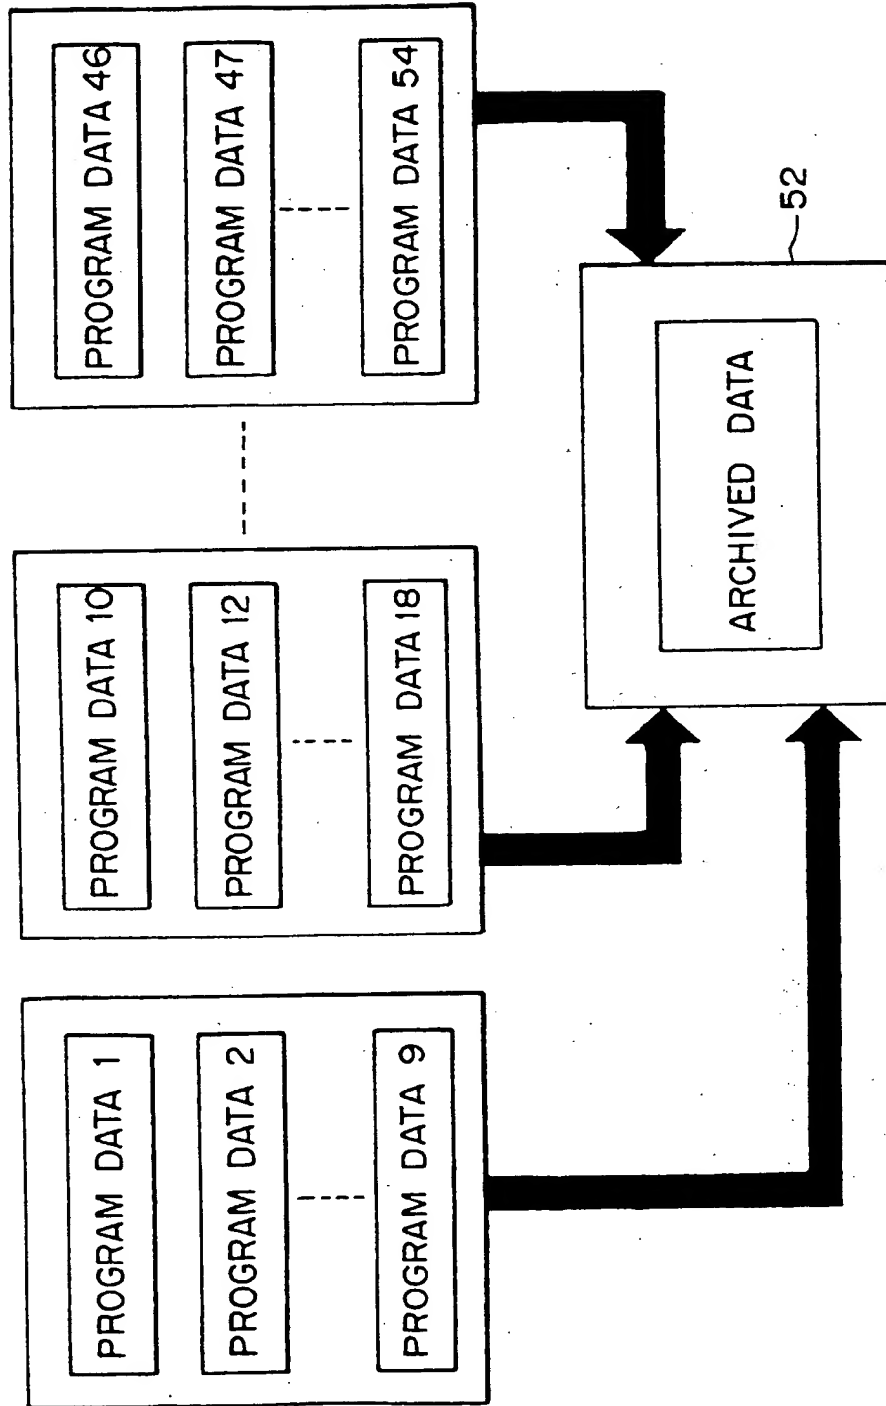 PROGRAM DATA 1
PROGRAM DATA 2
PROGRAM DATA 9
PROGRAM DATA 10
PROGRAM DATA 12
PROGRAM DATA 18
PROGRAM DATA 46
PROGRAM DATA 47
PROGRAM DATA 54
ARCHIVED DATA
52